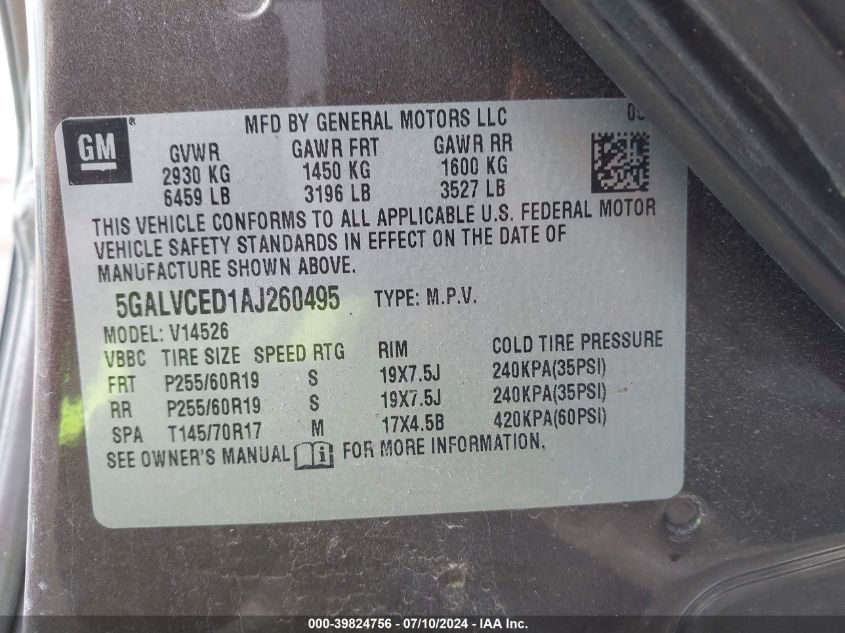 GM ®
MFD BY GENERAL MOTORS LLC
GVWR GAWR FRT GAWR RR
2930 KG 1450 KG 1600 KG
6459 LB 3196 LB 3527 LB
THIS VEHICLE CONFORMS TO ALL APPLICABLE U.S. FEDERAL MOTOR
VEHICLE SAFETY STANDARDS IN EFFECT ON THE DATE OF
MANUFACTURE SHOWN ABOVE.
5GALVCED1AJ260495 TYPE: M.P.V.
MODEL: V14526
VBBC TIRE SIZE SPEED RTG RIM COLD TIRE PRESSURE
FRT P255/60R19 S 19X7.5J 240KPA(35PSI)
RR P255/60R19 S 19X7.5J 240KPA(35PSI)
SPA T145/70R17 M 17X4.5B 420KPA(60PSI)
SEE OWNER'S MANUAL FOR MORE INFORMATION.
000-39824756 - 07/10/2024 - IAAI Inc.